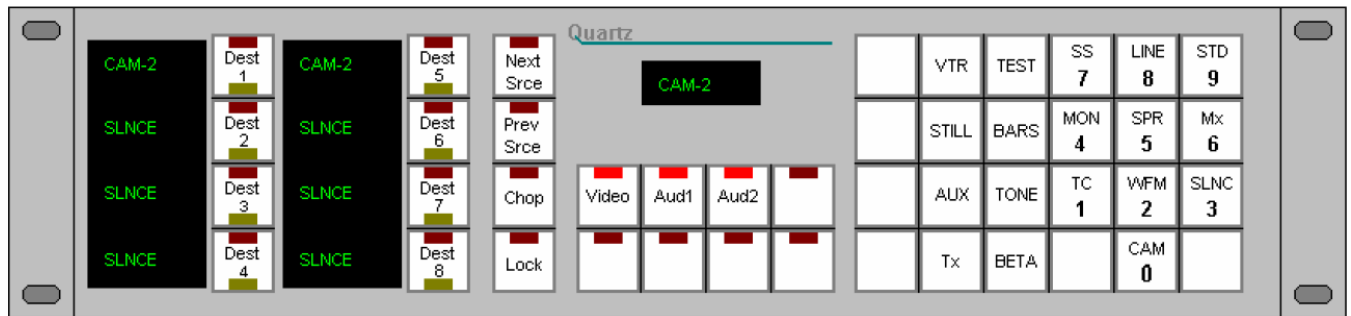 Quartz
CAM-2
Dest
1
CAM-2
Dest
5
SLNCE
Dest
2
SLNCE
Dest
6
SLNCE
Dest
3
SLNCE
Dest
7
SLNCE
Dest
4
SLNCE
Dest
8
Next
Srce
Prev
Srce
Chop
Lock
CAM-2
Video
Aud1
Aud2
VTR
TEST
SS
7
LINE
8
STD
9
STILL
BARS
MON
4
SPR
5
Mx
6
AUX
TONE
TC
1
WFM
2
SLNC
3
Tx
BETA
CAM
0